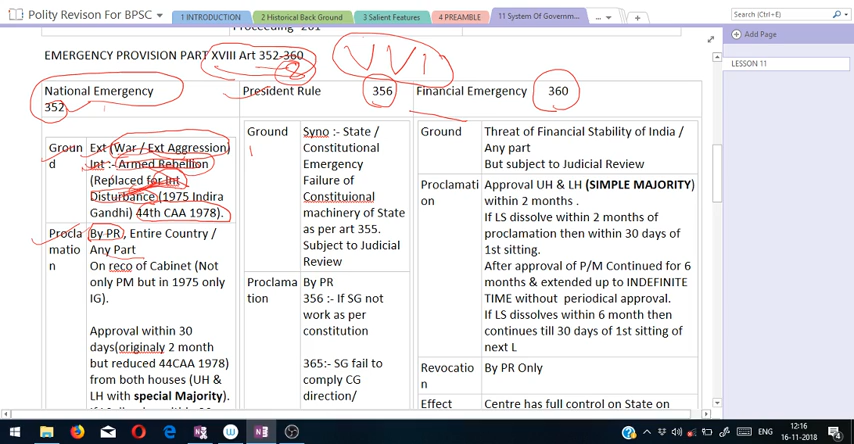 Polity Revison For BPSC
1 INTRODUCTION
2 Historical Back Ground
3 Salient Features
4 PREAMBLE
11 System Of Governm...
...
+
Search (Ctrl+E)
Add Page
LESSON 11
Proceeding -201
EMERGENCY PROVISION PART XVIII Art 352-360
VVI
National Emergency
352
President Rule
356
Financial Emergency
360
Groun
d
Ext (War / Ext Aggression)
Int :- Armed Rebellion
(Replaced for Int
Disturbance (1975 Indira
Gandhi) 44th CAA 1978).
Procla
matio
n
By PR, Entire Country /
Any Part
On reco of Cabinet (Not
only PM but in 1975 only
IG).
Approval within 30
days(originaly 2 month
but reduced 44CAA 1978)
from both houses (UH &
LH with special Majority).
Ground
Syno :- State /
Constitutional
Emergency
Failure of
Constituional
machinery of State
as per art 355.
Subject to Judicial
Review
Proclama
tion
By PR
356 :- If SG not
work as per
constitution
365:- SG fail to
comply CG
direction/
Ground
Threat of Financial Stability of India /
Any part
But subject to Judicial Review
Proclamati
on
Approval UH & LH (SIMPLE MAJORITY)
within 2 months .
If LS dissolve within 2 months of
proclamation then within 30 days of
1st sitting.
After approval of P/M Continued for 6
months & extended up to INDEFINITE
TIME without periodical approval.
If LS dissolves within 6 month then
continues till 30 days of 1st sitting of
next L
Revocatio
n
By PR Only
Effect
Centre has full control on State on
ENG
12:16
16-11-2018
4